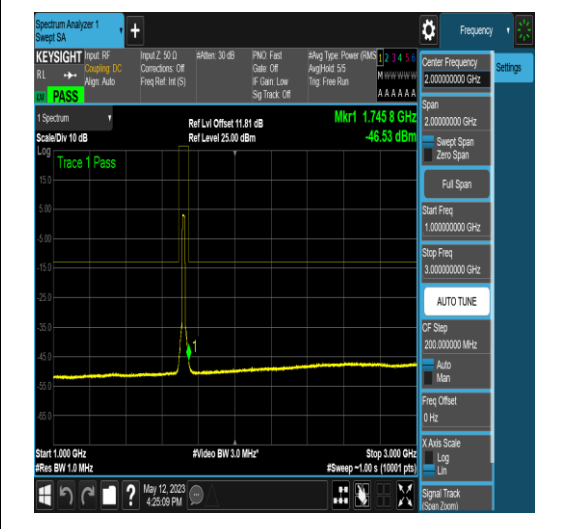 Spectrum Analyzer 1
Swept SA
Frequency
KEYSIGHT Input: RF
RL Coupling: DC
Align: Auto
PASS
Input Z: 50 Ω
Corrections: Off
Freq Ref: Int (S)
#Atten: 30 dB
PNO: Fast
Gate: Off
IF Gain: Low
Sig Track: Off
#Avg Type: Power (RMS
Avg|Hold: 5/5
Trig: Free Run
1 2 3 4 5 6
M W W W W W
A A A A A A
1 Spectrum
Scale/Div 10 dB
Ref Lvl Offset 11.81 dB
Ref Level 25.00 dBm
Mkr1 1.745 8 GHz
-46.53 dBm
Log
Trace 1 Pass
15.0
5.00
-5.00
-15.0
-25.0
-35.0
-45.0
-55.0
-65.0
1
Start 1.000 GHz
#Res BW 1.0 MHz
#Video BW 3.0 MHz*
Stop 3.000 GHz
#Sweep ~1.00 s (10001 pts)
May 12, 2023
4:25:09 PM
Center Frequency
2.000000000 GHz
Settings
Span
2.00000000 GHz
Swept Span
Zero Span
Full Span
Start Freq
1.000000000 GHz
Stop Freq
3.000000000 GHz
AUTO TUNE
CF Step
200.000000 MHz
Auto
Man
Freq Offset
0 Hz
X Axis Scale
Log
Lin
Signal Track
(Span Zoom)